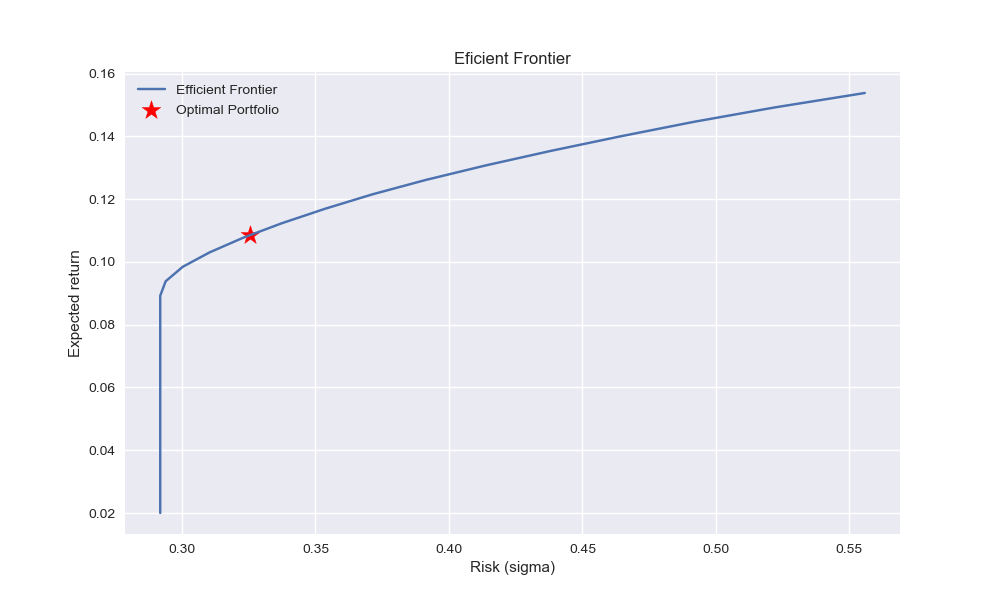 Eficient Frontier
Efficient Frontier
Optimal Portfolio
Expected return
0.16
0.14
0.12
0.10
0.08
0.06
0.04
0.02
0.30 0.35 0.40 0.45 0.50 0.55
Risk (sigma)